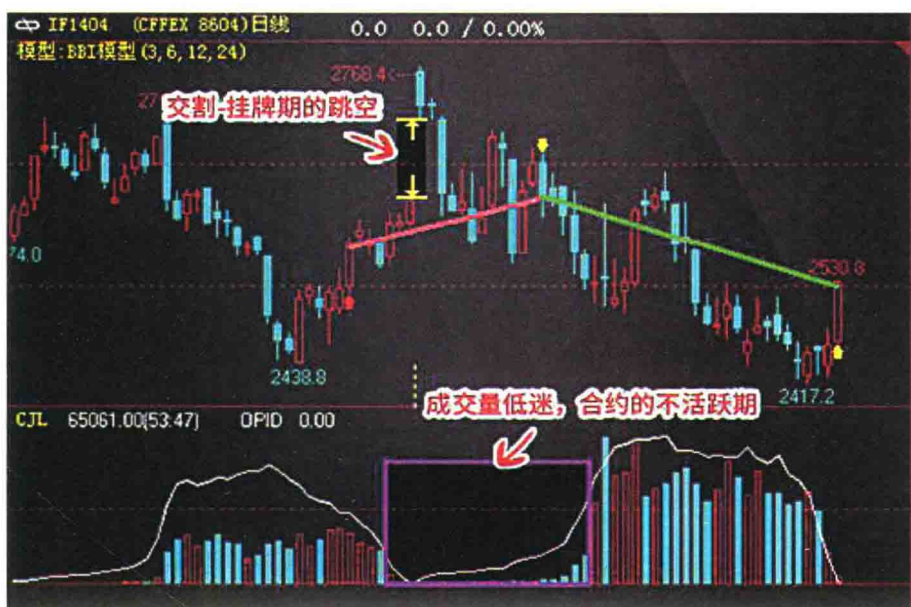 IF1404 (CFFEX 8604)日线 0.0 0.0 / 0.00%
模型:BBI模型(3,6,12,24)
2768.4
交割-挂牌期的跳空
74.0
2530.8
2438.8
2417.2
成交量低迷，合约的不活跃期
CJL 65061.00[53:47] OPID 0.00